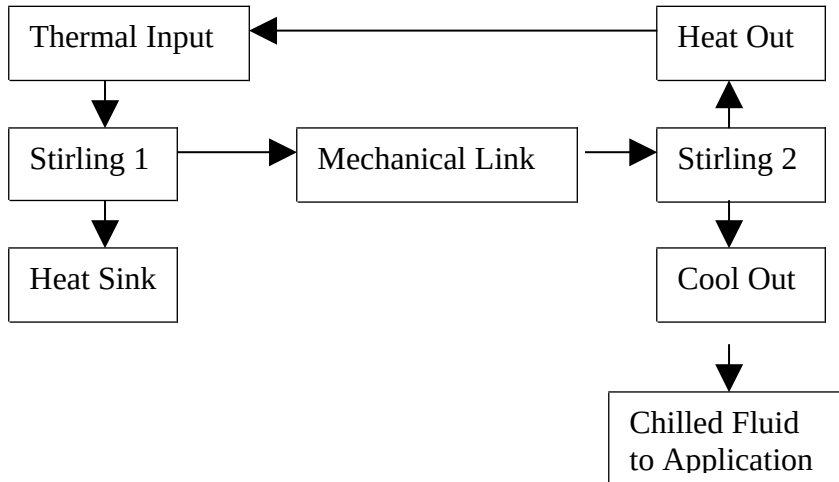 Thermal Input
Heat Out
Stirling 1
Mechanical Link
Stirling 2
Heat Sink
Cool Out
Chilled Fluid
to Application